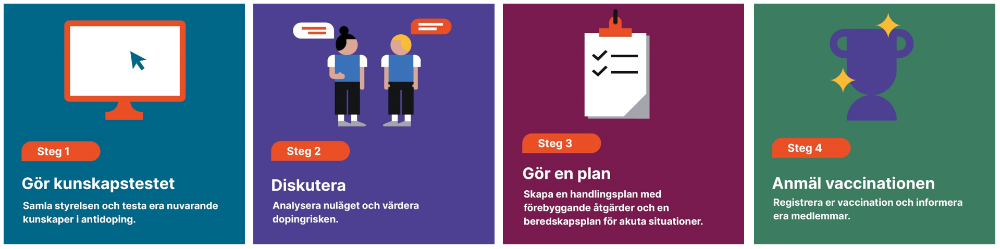 Steg 1
Gör kunskapstestet
Samla styrelsen och testa era nuvarande
kunskaper i antidoping.
Steg 2
Diskutera
Analysera nuläget och värdera
dopingrisken.
Steg 3
Gör en plan
Skapa en handlingsplan med
förebyggande åtgärder och en
beredskapsplan för akuta situationer.
Steg 4
Anmäl vaccinationen
Registrera er vaccination och informera
era medlemmar.